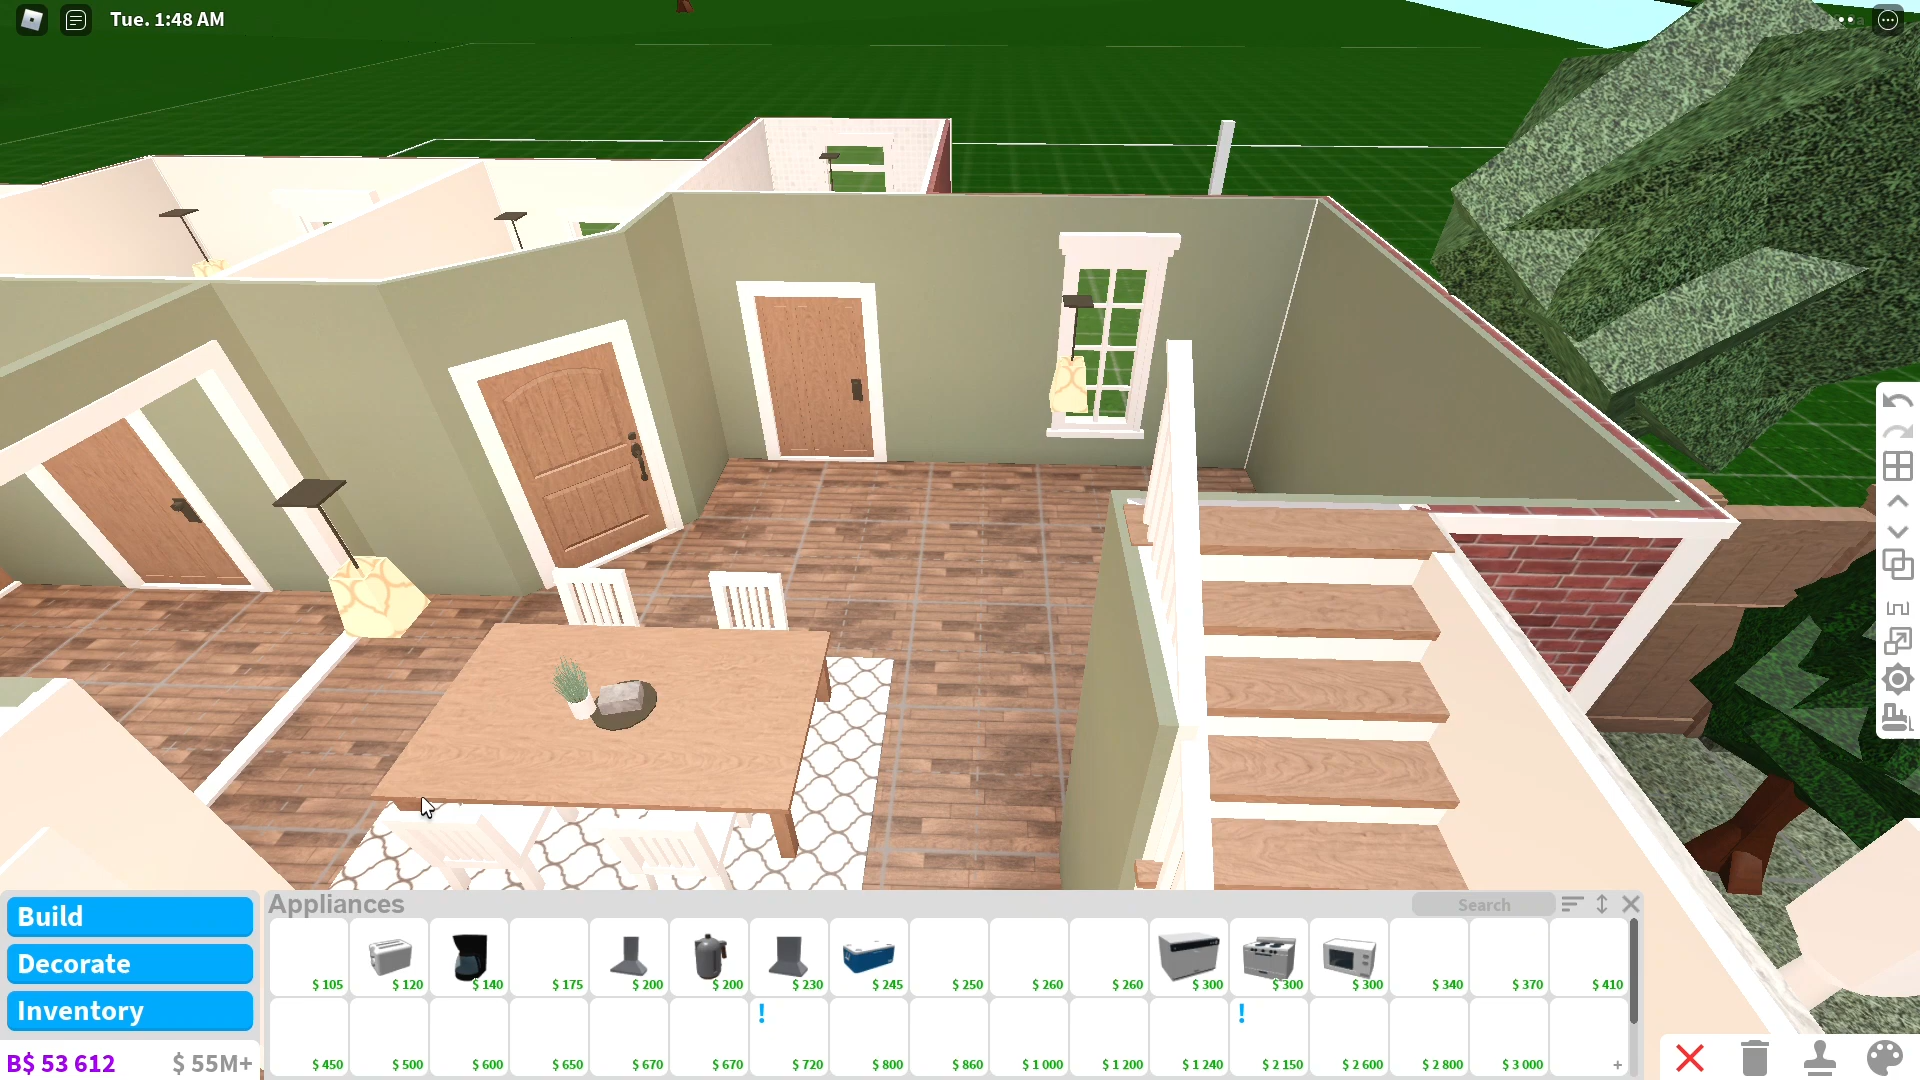 Tue. 1:48 AM
Appliances
Search
Build
Decorate
Inventory
B$ 53 612
$ 55M+
$ 105 $ 120 $ 140 $ 175 $ 200 $ 200 $ 230 $ 245 $ 250 $ 260 $ 260 $ 300 $ 300 $ 300 $ 340 $ 370 $ 410
! !
$ 450 $ 500 $ 600 $ 650 $ 670 $ 670 $ 720 $ 800 $ 860 $ 1 000 $ 1 200 $ 1 240 $ 2 150 $ 2 600 $ 2 800 $ 3 000 +